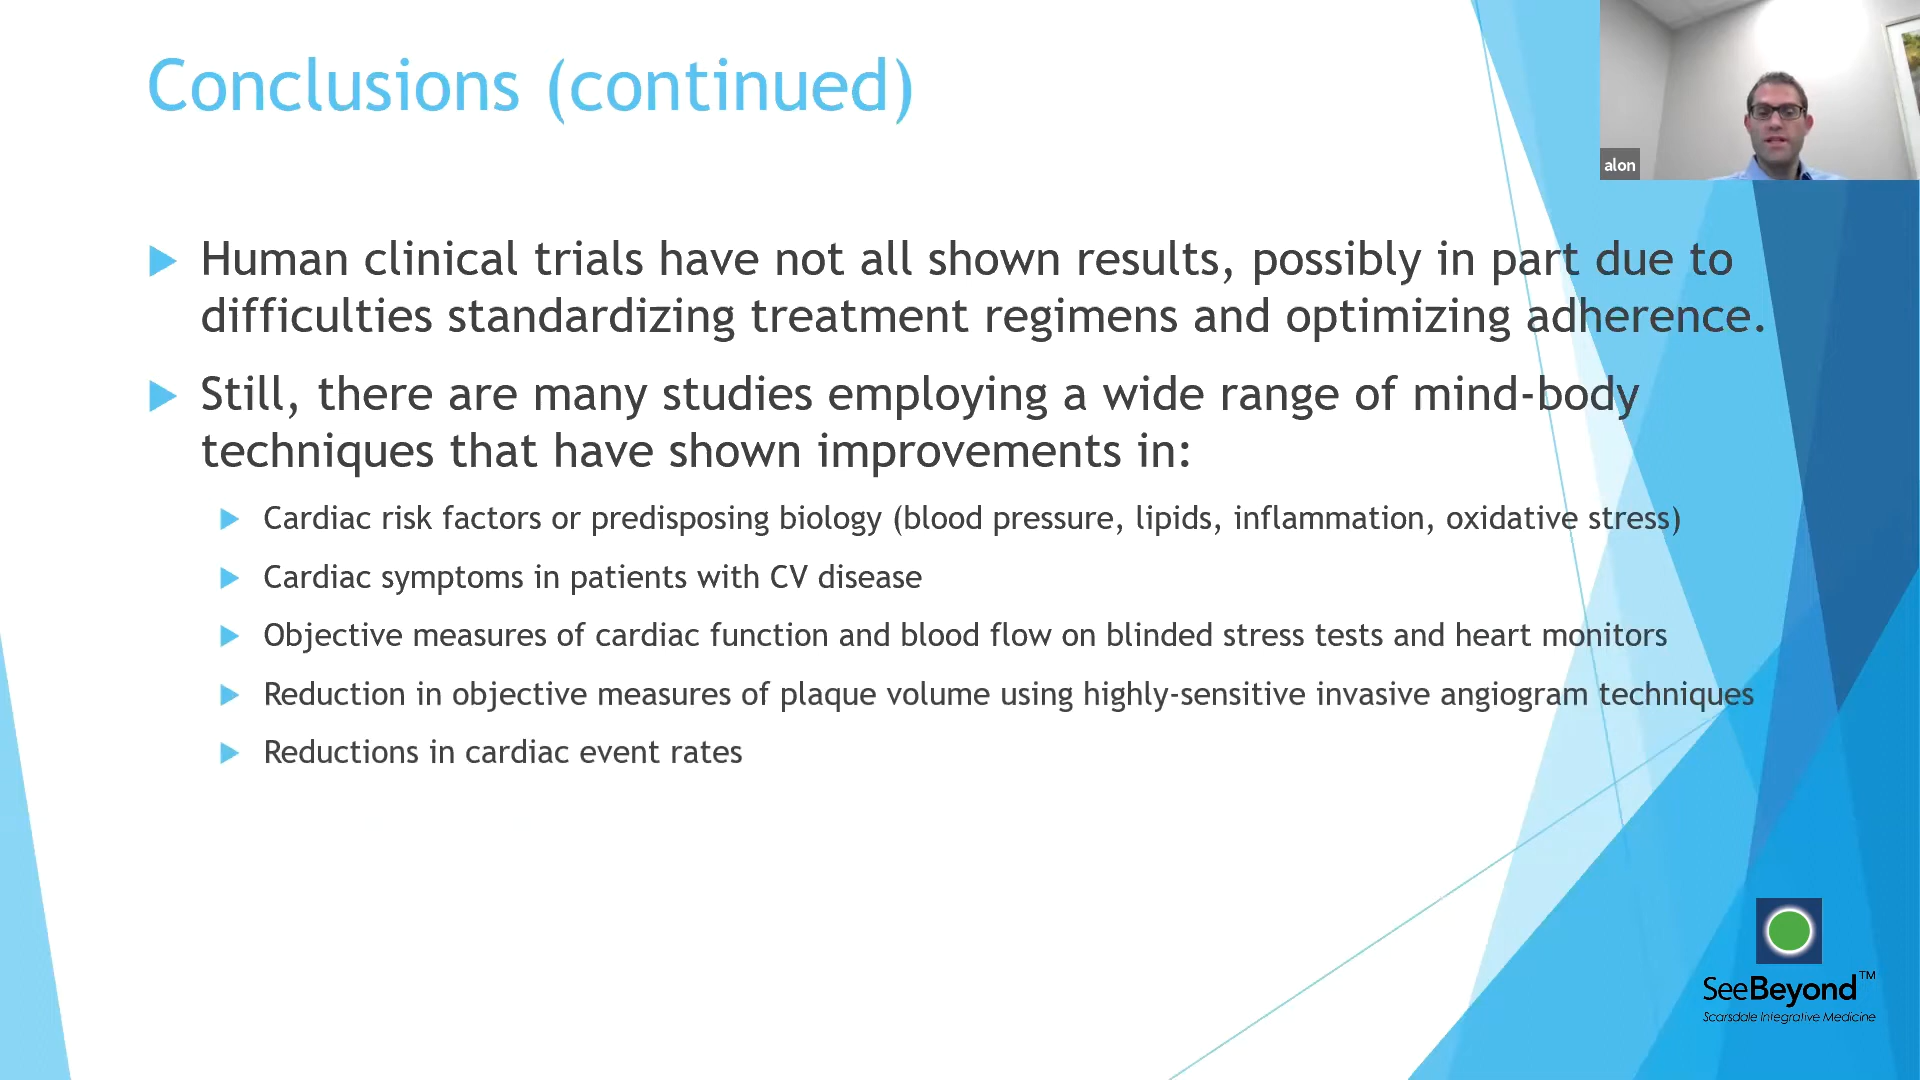 Conclusions (continued)
alon
Human clinical trials have not all shown results, possibly in part due to
difficulties standardizing treatment regimens and optimizing adherence.
Still, there are many studies employing a wide range of mind-body
techniques that have shown improvements in:
Cardiac risk factors or predisposing biology (blood pressure, lipids, inflammation, oxidative stress)
Cardiac symptoms in patients with CV disease
Objective measures of cardiac function and blood flow on blinded stress tests and heart monitors
Reduction in objective measures of plaque volume using highly-sensitive invasive angiogram techniques
Reductions in cardiac event rates
SeeBeyond™
Scarsdale Integrative Medicine